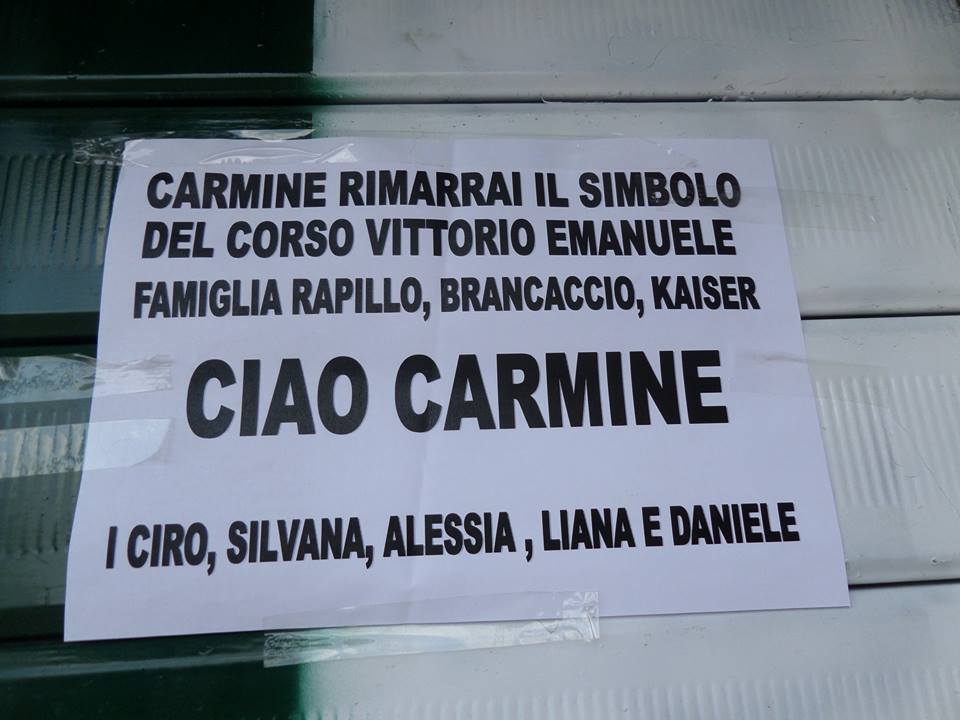 CARMINE RIMARRAI IL SIMBOLO
DEL CORSO VITTORIO EMANUELE
FAMIGLIA RAPILLO, BRANCACCIO, KAISER
CIAO CARMINE
I CIRO, SILVANA, ALESSIA , LIANA E DANIELE